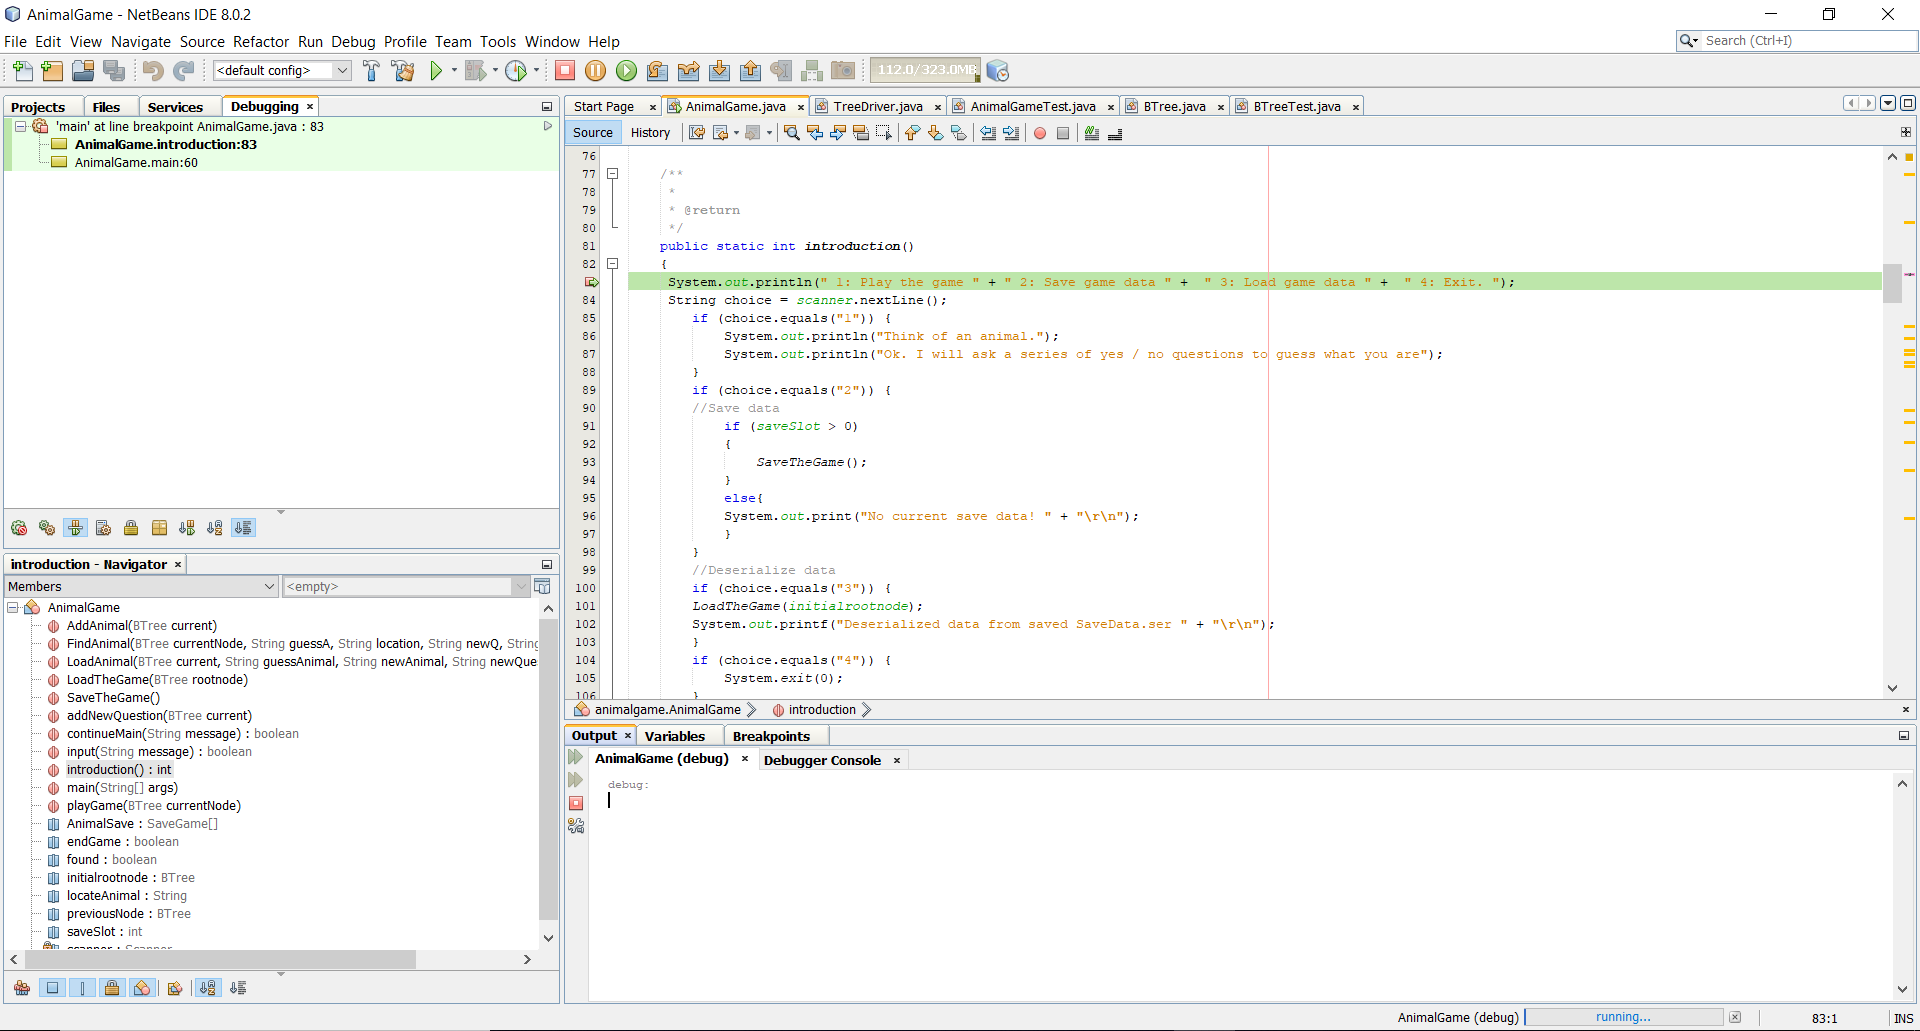 AnimalGame - NetBeans IDE 8.0.2
File Edit View Navigate Source Refactor Run Debug Profile Team Tools Window Help
Search (Ctrl+I)
<default config>
112.0/323.0MB
Projects Files Services Debugging
'main' at line breakpoint AnimalGame.java : 83
AnimalGame.introduction:83
AnimalGame.main:60
introduction - Navigator
Members
<empty>
AnimalGame
AddAnimal(BTree current)
FindAnimal(BTree currentNode, String guessA, String location, String newQ, String
LoadAnimal(BTree current, String guessAnimal, String newAnimal, String newQue
LoadTheGame(BTree rootnode)
SaveTheGame()
addNewQuestion(BTree current)
continueMain(String message) : boolean
input(String message) : boolean
introduction() : int
main(String[] args)
playGame(BTree currentNode)
AnimalSave : SaveGame[]
endGame : boolean
found : boolean
initialrootnode : BTree
locateAnimal : String
previousNode : BTree
saveSlot : int
scanner : Scanner
Start Page AnimalGame.java TreeDriver.java AnimalGameTest.java BTree.java BTreeTest.java
Source History
76
77 /**
78 *
79 * @return
80 */
81 public static int introduction()
82 {
System.out.println(" 1: Play the game " + " 2: Save game data " + " 3: Load game data " + " 4: Exit. ");
84 String choice = scanner.nextLine();
85 if (choice.equals("1")) {
86 System.out.println("Think of an animal.");
87 System.out.println("Ok. I will ask a series of yes / no questions to guess what you are");
88 }
89 if (choice.equals("2")) {
90 //Save data
91 if (saveSlot > 0)
92 {
93 SaveTheGame();
94 }
95 else{
96 System.out.print("No current save data! " + "\r\n");
97 }
98 }
99 //Deserialize data
100 if (choice.equals("3")) {
101 LoadTheGame(initialrootnode);
102 System.out.printf("Deserialized data from saved SaveData.ser " + "\r\n");
103 }
104 if (choice.equals("4")) {
105 System.exit(0);
106 }
animalgame.AnimalGame introduction
Output Variables Breakpoints
AnimalGame (debug) Debugger Console
debug:
AnimalGame (debug) running... 83:1 INS